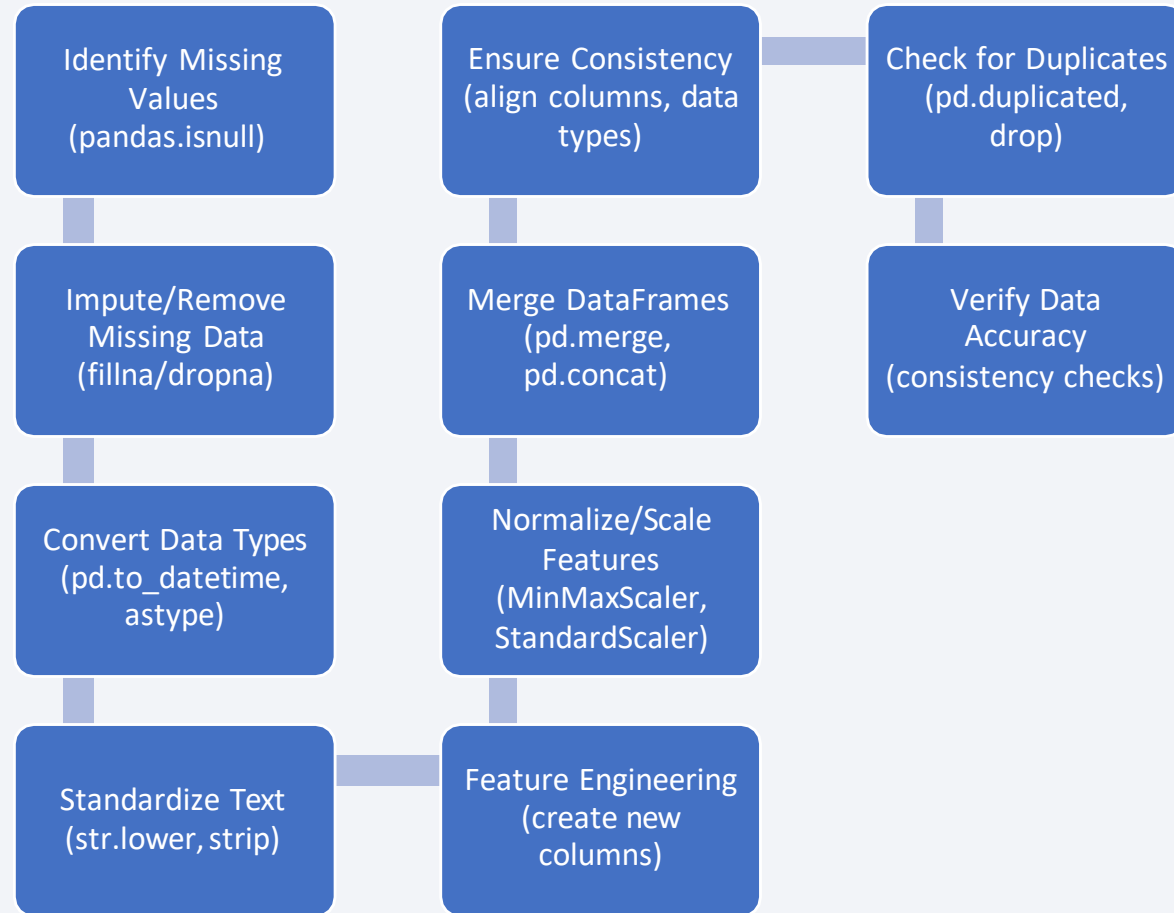 Identify Missing
Values
(pandas.isnull)
Impute/Remove
Missing Data
(fillna/dropna)
Convert Data Types
(pd.to_datetime,
astype)
Standardize Text
(str.lower, strip)
Feature Engineering
(create new
columns)
Normalize/Scale
Features
(MinMaxScaler,
StandardScaler)
Merge DataFrames
(pd.merge,
pd.concat)
Ensure Consistency
(align columns, data
types)
Check for Duplicates
(pd.duplicated,
drop)
Verify Data
Accuracy
(consistency checks)